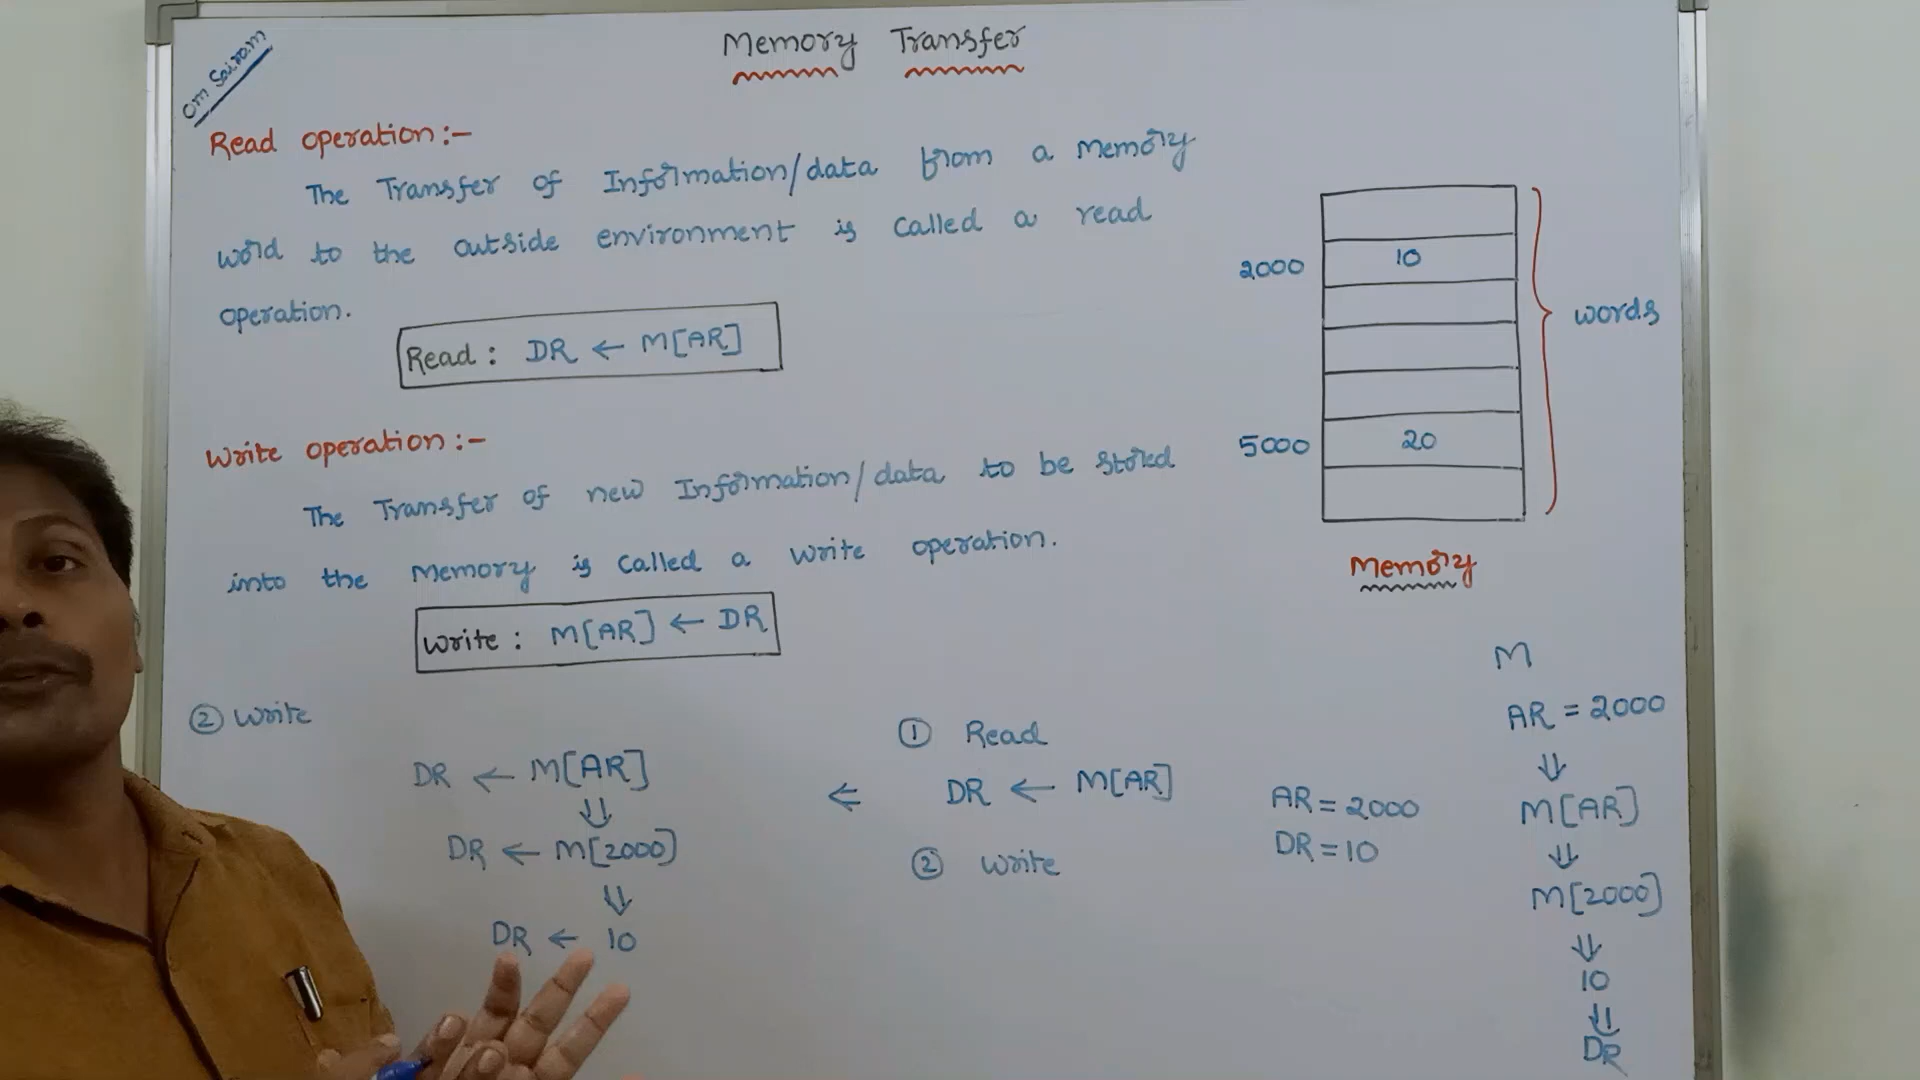 Om Sairam
Memory Transfer
Read operation:-
The Transfer of Information/data from a Memory
word to the outside environment is called a read
operation.
Read : DR ← M[AR]
Write operation:-
The Transfer of new Information/data to be stored
into the Memory is called a write operation.
Write : M[AR] ← DR
2000 10
5000 20
words
Memory
② Write
DR ← M[AR]
⇓
DR ← M[2000]
⇓
DR ← 10
⇐
① Read
DR ← M[AR]
② Write
AR = 2000
DR = 10
M
AR = 2000
⇓
M[AR]
⇓
M[2000]
⇓
10
↓
DR